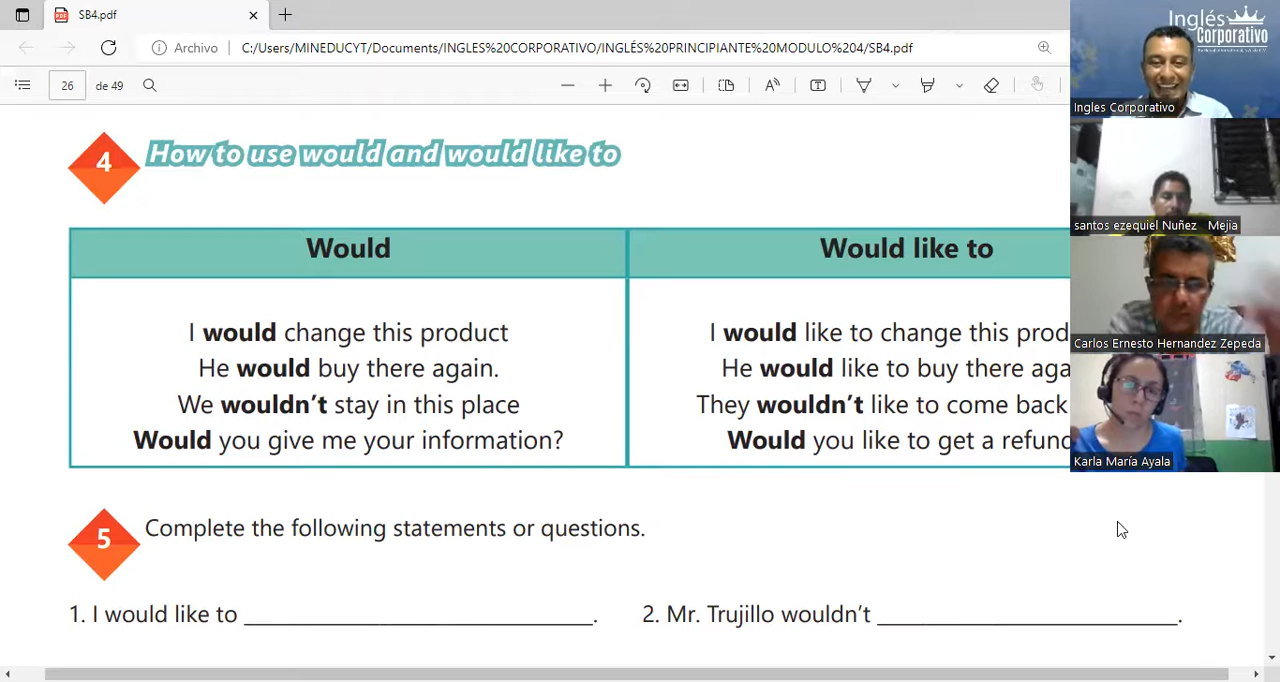 SB4.pdf
Archivo C:/Users/MINEDUCYT/Documents/INGLES%20CORPORATIVO/INGLÉS%20PRINCIPIANTE%20MODULO%204/SB4.pdf
26 de 49
Inglés
Corporativo
Ingles Corporativo
santos ezequiel Nuñez Mejia
Carlos Ernesto Hernandez Zepeda
Karla María Ayala
4 How to use would and would like to
Would
I would change this product
He would buy there again.
We wouldn't stay in this place
Would you give me your information?
Would like to
I would like to change this prod
He would like to buy there aga
They wouldn't like to come back
Would you like to get a refund
5 Complete the following statements or questions.
1. I would like to ______________________________.
2. Mr. Trujillo wouldn't __________________________.